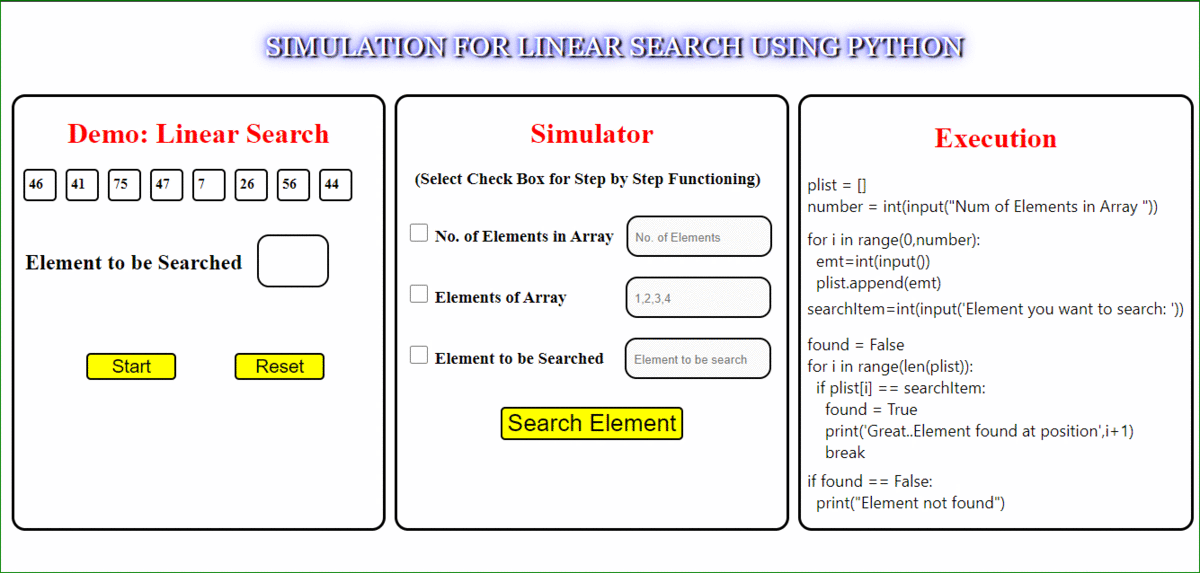 SIMULATION FOR LINEAR SEARCH USING PYTHON
Demo: Linear Search
46 41 75 47 7 26 56 44
Element to be Searched
Start Reset
Simulator
(Select Check Box for Step by Step Functioning)
No. of Elements in Array No. of Elements
Elements of Array 1,2,3,4
Element to be Searched Element to be search
Search Element
Execution
plist = []
number = int(input("Num of Elements in Array "))
for i in range(0,number):
emt=int(input())
plist.append(emt)
searchItem=int(input('Element you want to search: '))
found = False
for i in range(len(plist)):
if plist[i] == searchItem:
found = True
print('Great..Element found at position',i+1)
break
if found == False:
print("Element not found")